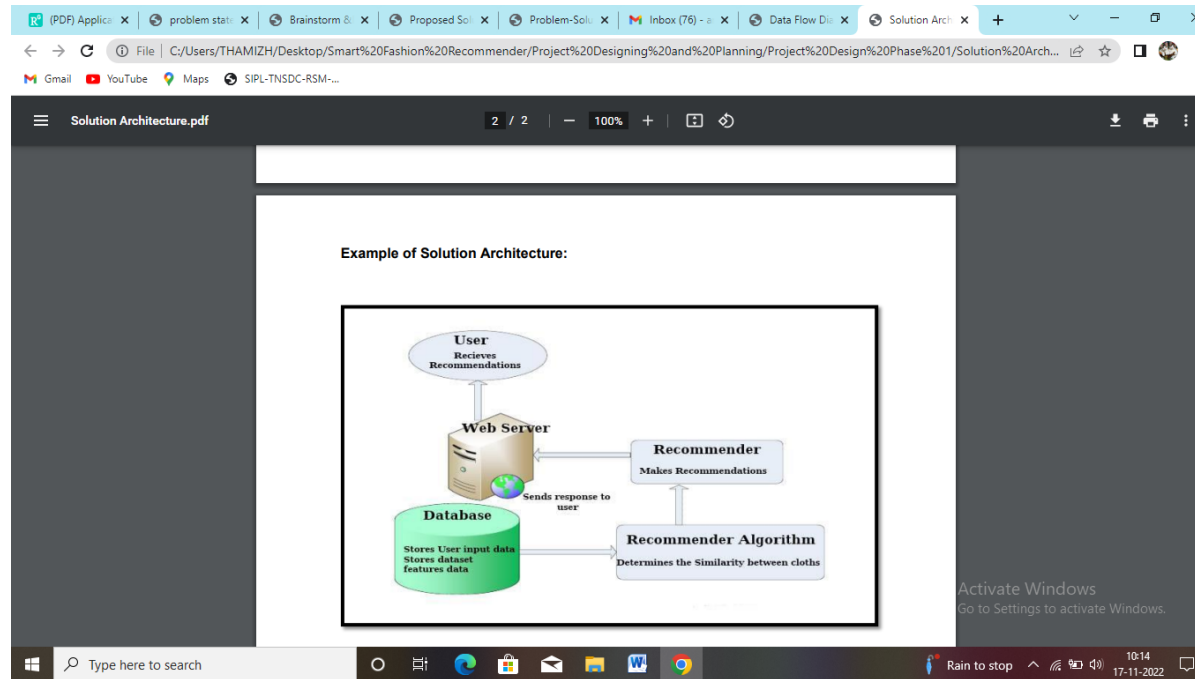 (PDF) Applica
problem state
Brainstorm &
Proposed Sol
Problem-Solu
Inbox (76) - a
Data Flow Dia
Solution Arch
File
C:/Users/THAMIZH/Desktop/Smart%20Fashion%20Recommender/Project%20Designing%20and%20Planning/Project%20Design%20Phase%201/Solution%20Arch...
Gmail
YouTube
Maps
SIPL-TNSDC-RSM-...
Solution Architecture.pdf
2 / 2
100%
Example of Solution Architecture:
User
Recieves
Recommendations
Web Server
Recommender
Makes Recommendations
Sends response to
user
Database
Stores User input data
Stores dataset
features data
Recommender Algorithm
Determines the Similarity between cloths
Activate Windows
Go to Settings to activate Windows.
Type here to search
Rain to stop
10:14
17-11-2022